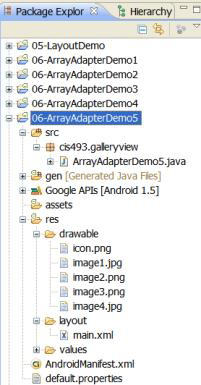 Package Explor
Hierarchy
05-LayoutDemo
06-ArrayAdapterDemo1
06-ArrayAdapterDemo2
06-ArrayAdapterDemo3
06-ArrayAdapterDemo4
06-ArrayAdapterDemo5
src
cis493.galleryview
ArrayAdapterDemo5.java
gen [Generated Java Files]
Google APIs [Android 1.5]
assets
res
drawable
icon.png
image1.jpg
image2.png
image3.png
image4.jpg
layout
main.xml
values
AndroidManifest.xml
default.properties